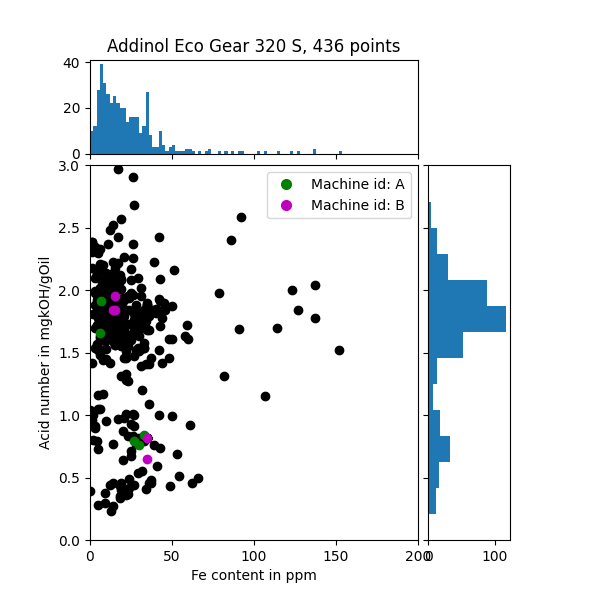 Addinol Eco Gear 320 S, 436 points
40
20
0
3.0
2.5
2.0
1.5
1.0
0.5
0.0
Acid number in mgkOH/gOil
Machine id: A
Machine id: B
0 50 100 150 200
0 100
Fe content in ppm